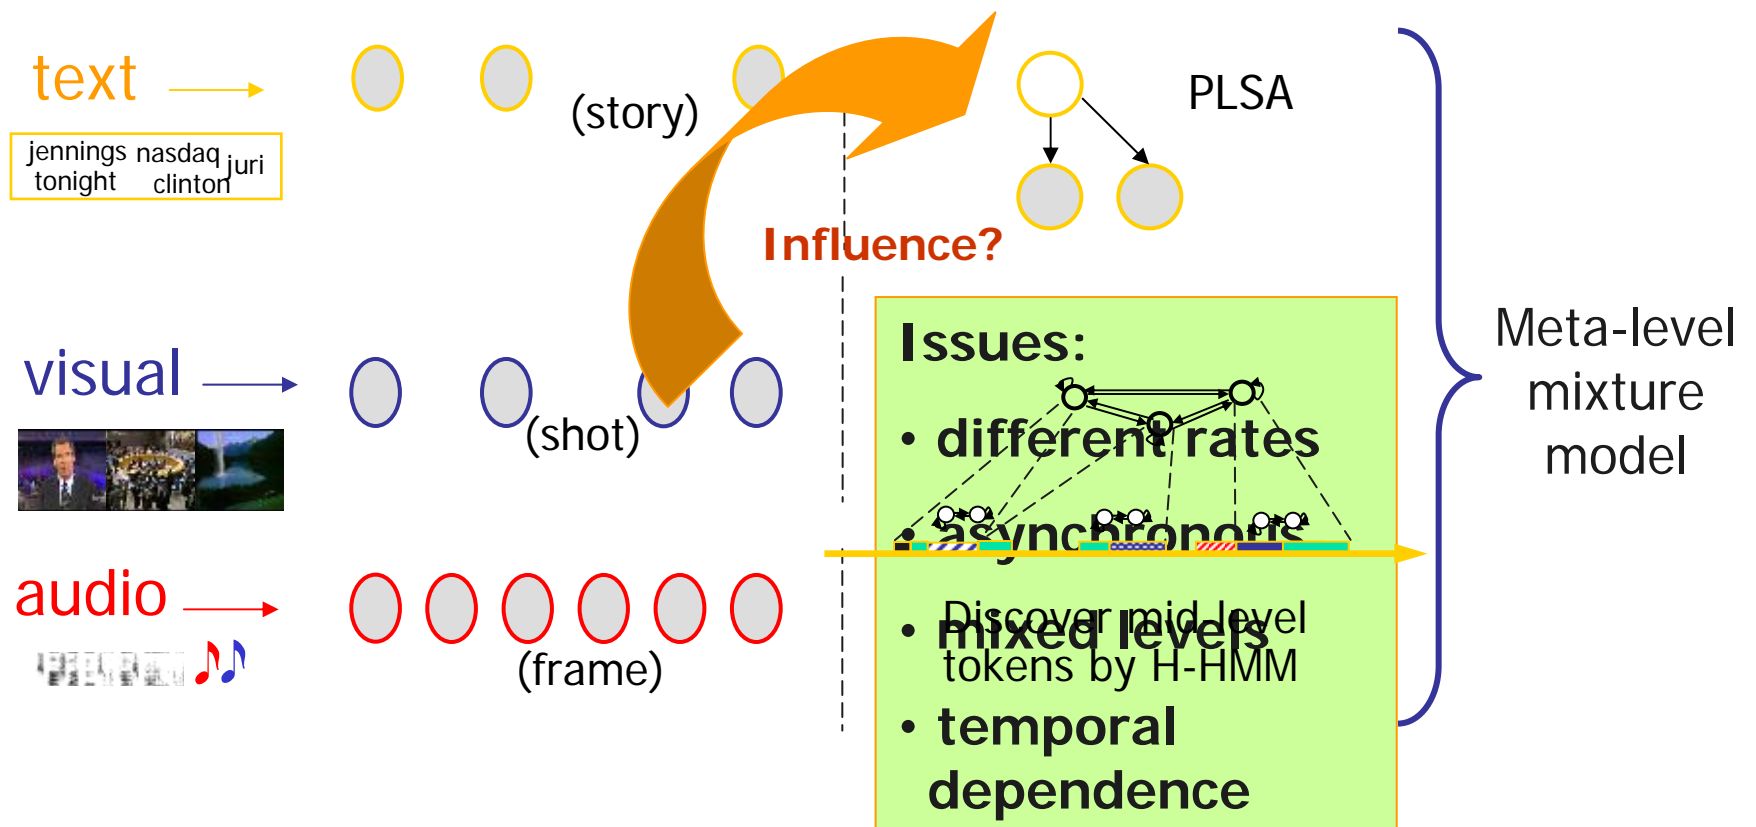 text
(story)
PLSA
jennings nasdaq juri
tonight clinton
Influence?
Issues:
• different rates
• asynchronous
• mixed levels
• temporal
dependence
Discover mid-level
tokens by H-HMM
visual
(shot)
audio
(frame)
Meta-level
mixture
model